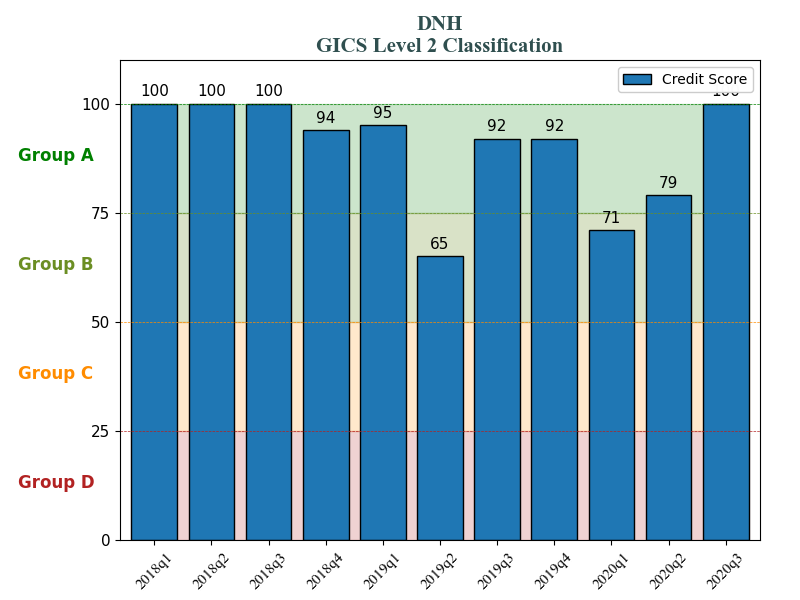 DNH
GICS Level 2 Classification
Credit Score
100 100 100 94 95 65 92 92 71 79 100
100
Group A
75
Group B
50
Group C
25
Group D
0
2018q1 2018q2 2018q3 2018q4 2019q1 2019q2 2019q3 2019q4 2020q1 2020q2 2020q3